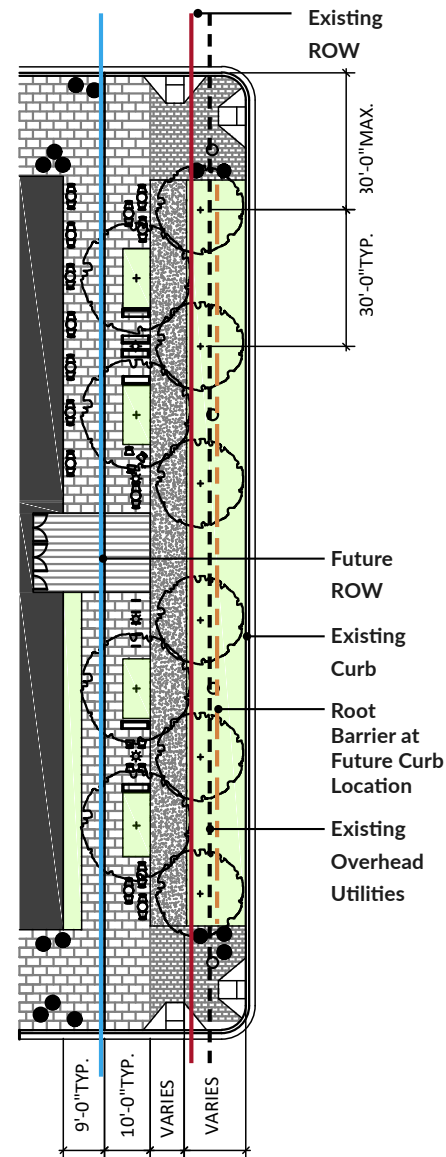 Existing
ROW
30'-0"MAX.
30'-0"TYP.
Future
ROW
Existing
Curb
Root
Barrier at
Future Curb
Location
Existing
Overhead
Utilities
9'-0"TYP.
10'-0"TYP.
VARIES
VARIES